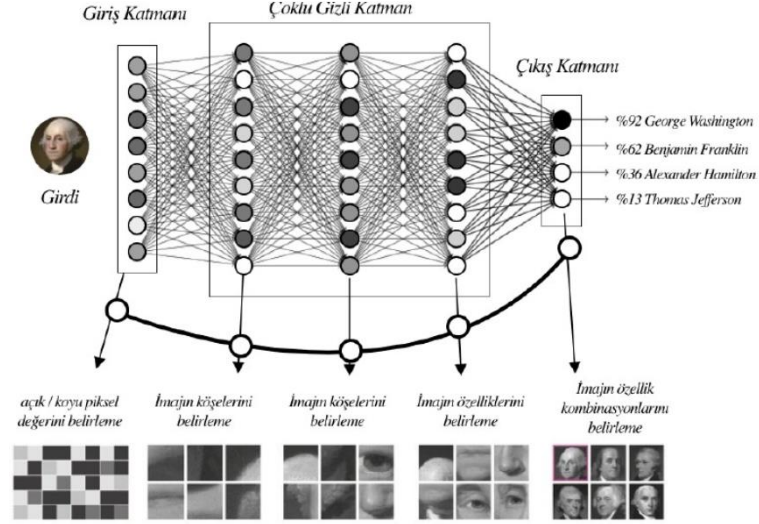 Giriş Katmanı
Çoklu Gizli Katman
Çıkış Katmanı
Girdi
%92 George Washington
%62 Benjamin Franklin
%36 Alexander Hamilton
%13 Thomas Jefferson
açık / koyu piksel
değerini belirleme
İmajın köşelerini
belirleme
İmajın köşelerini
belirleme
İmajın özelliklerini
belirleme
İmajın özellik
kombinasyonlarını
belirleme